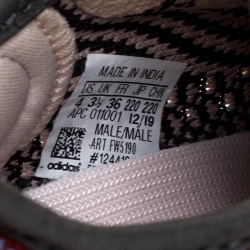 MADE IN INDIA
US UK FR JP CHN
4 3½ 36 220 220
APC 011001 12/19
MALE/MÂLE
ART FW5190
adidas